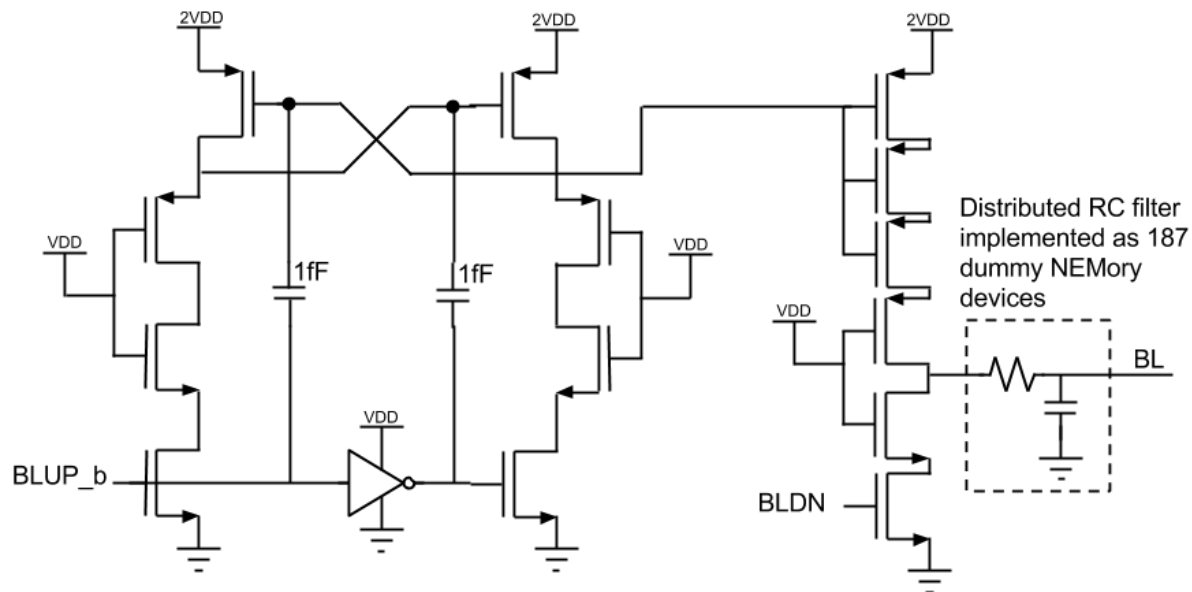 2VDD
2VDD
2VDD
Distributed RC filter
implemented as 187
dummy NEMory
devices
VDD
VDD
1fF
1fF
VDD
BL
VDD
BLUP_b
BLDN